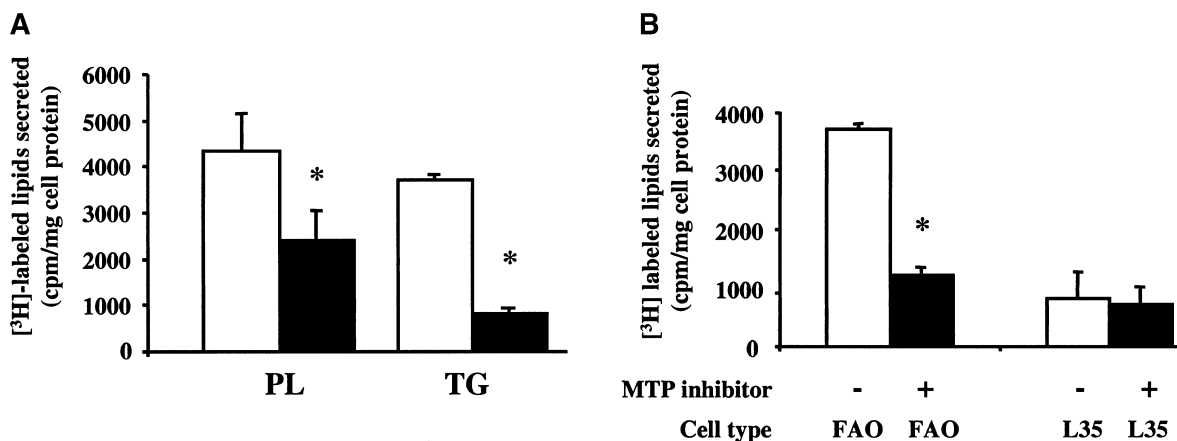 A
[³H]-labeled lipids secreted
(cpm/mg cell protein)
6000
5000
4000
3000
2000
1000
0
*
*
PL TG
B
[³H] labeled lipids secreted
(cpm/mg cell protein)
4000
3000
2000
1000
0
*
MTP inhibitor - + - +
Cell type FAO FAO L35 L35